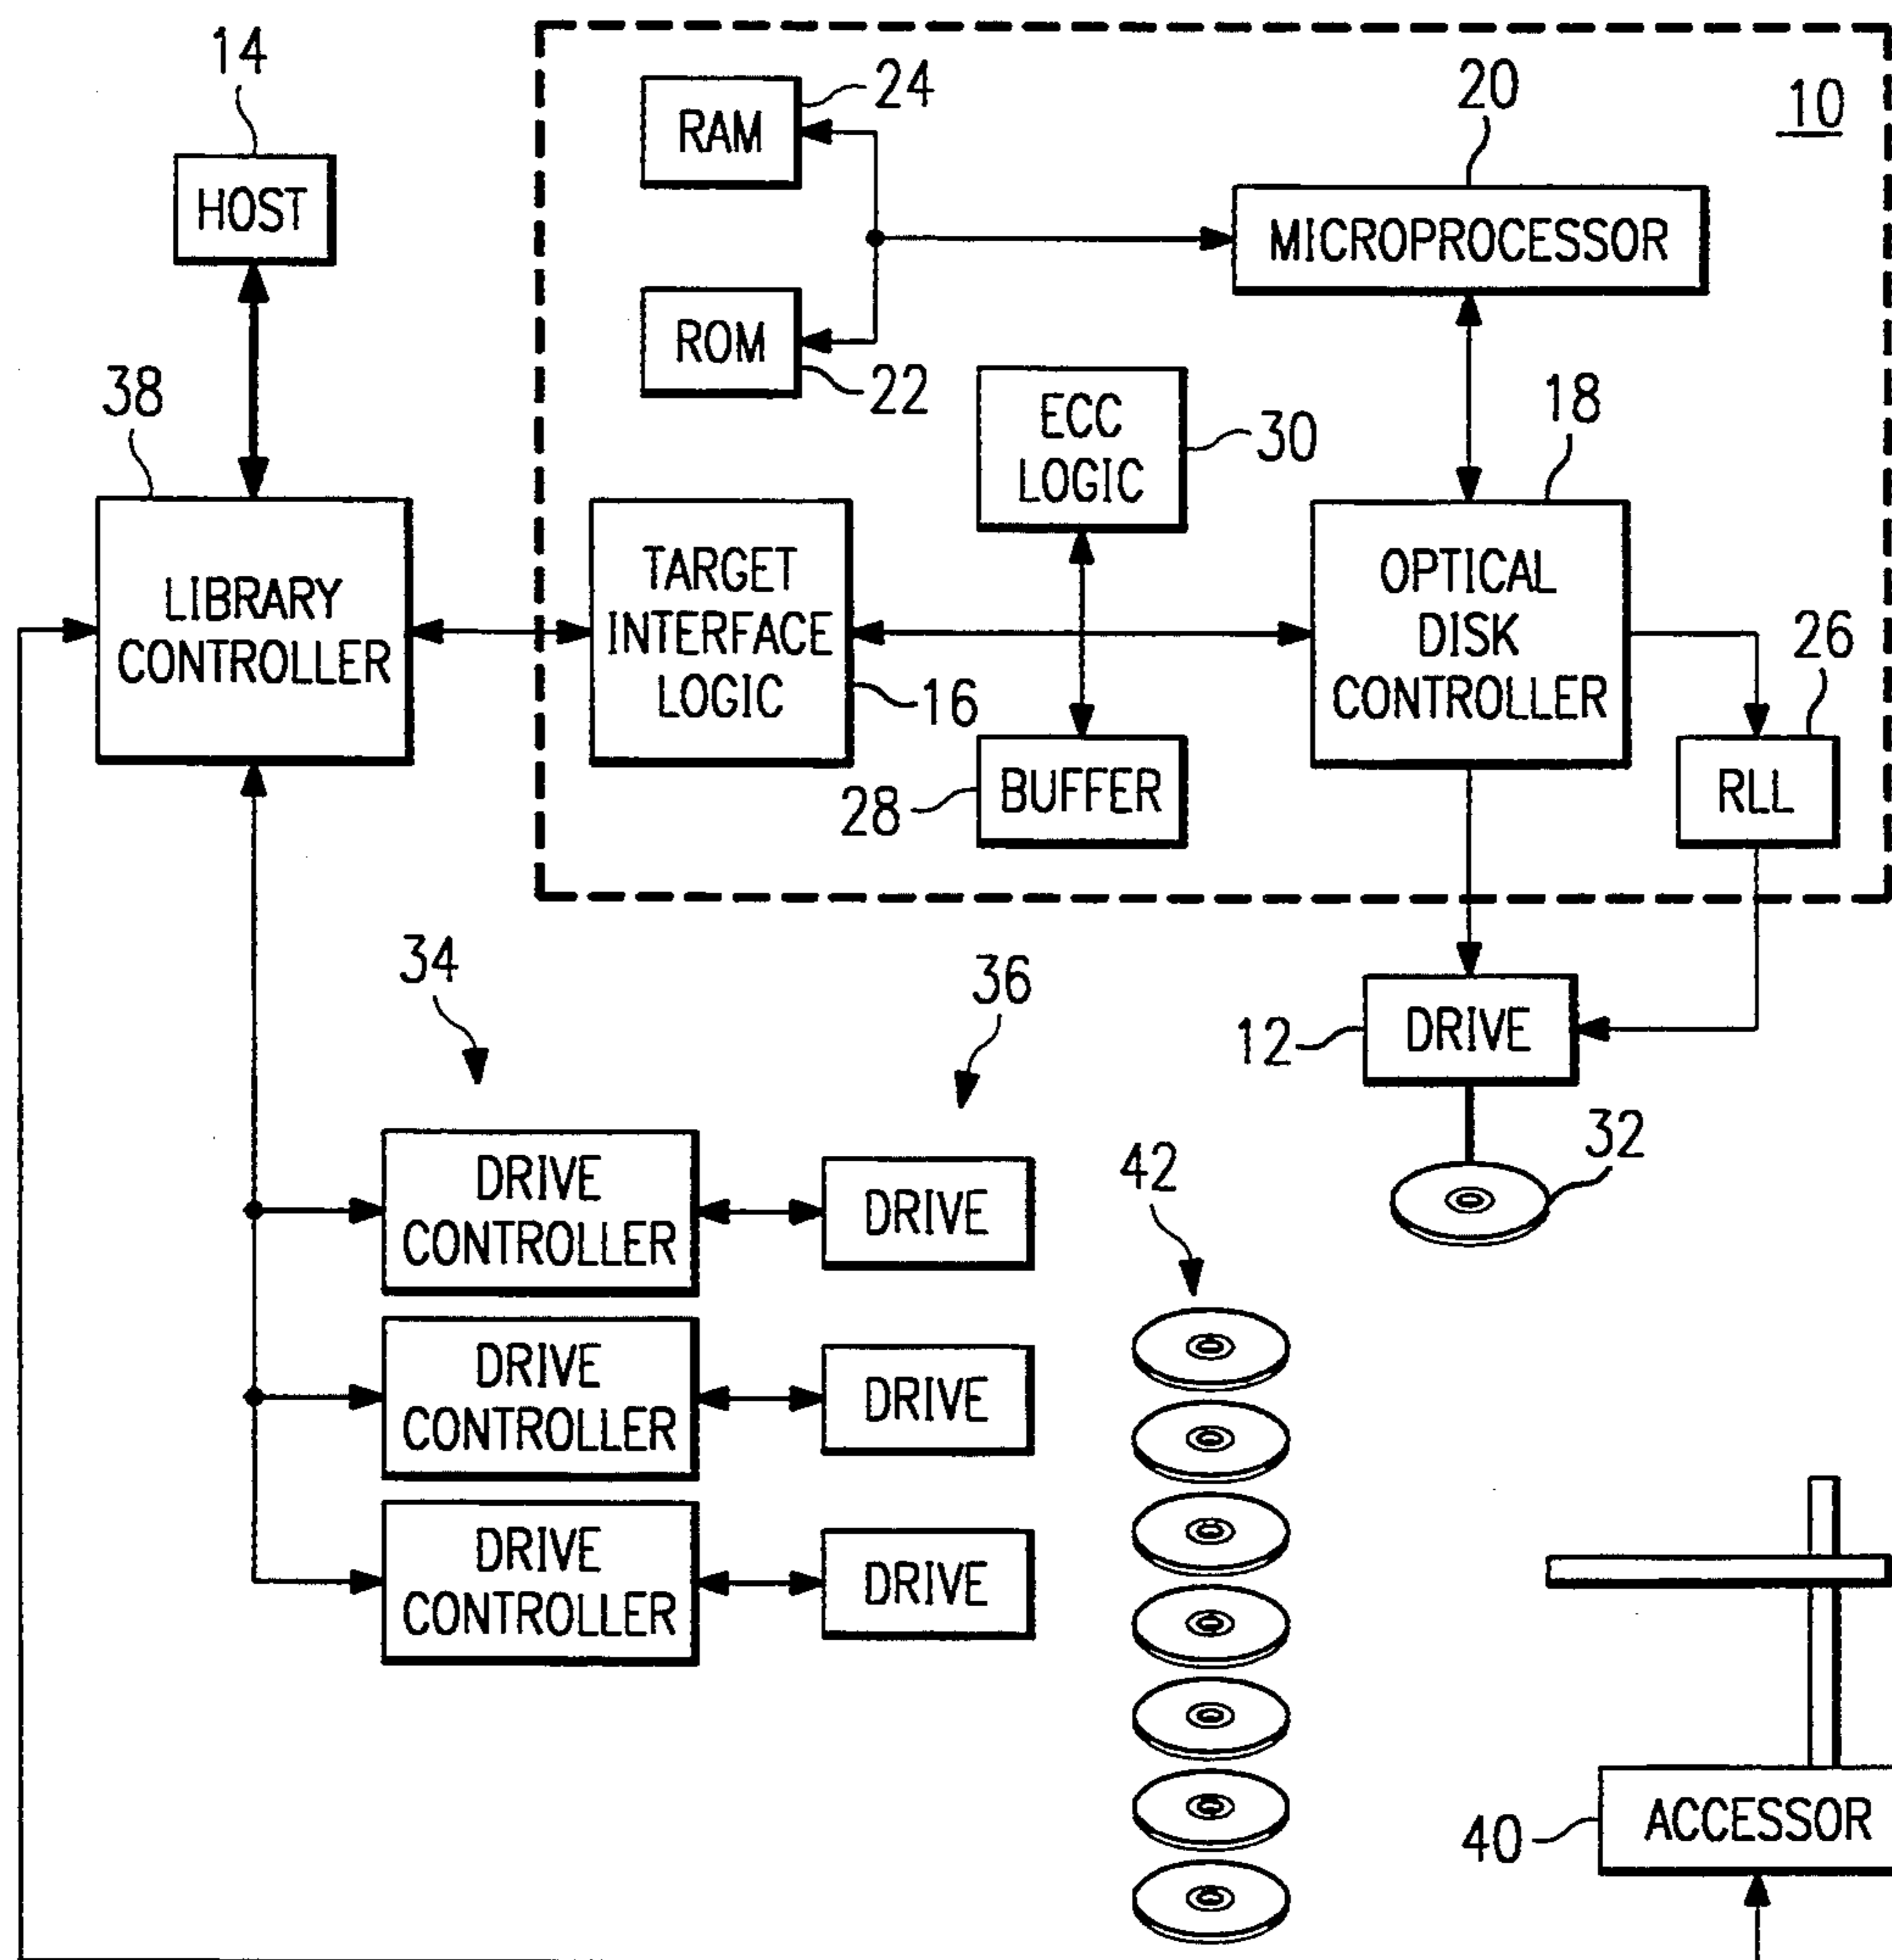 14
24
20
10
RAM
HOST
MICROPROCESSOR
ROM
22
38
18
ECC
LOGIC
30
LIBRARY
CONTROLLER
TARGET
INTERFACE
LOGIC
16
OPTICAL
DISK
CONTROLLER
26
28
BUFFER
RLL
34
36
12
DRIVE
32
42
DRIVE
CONTROLLER
DRIVE
DRIVE
CONTROLLER
DRIVE
DRIVE
CONTROLLER
DRIVE
40
ACCESSOR